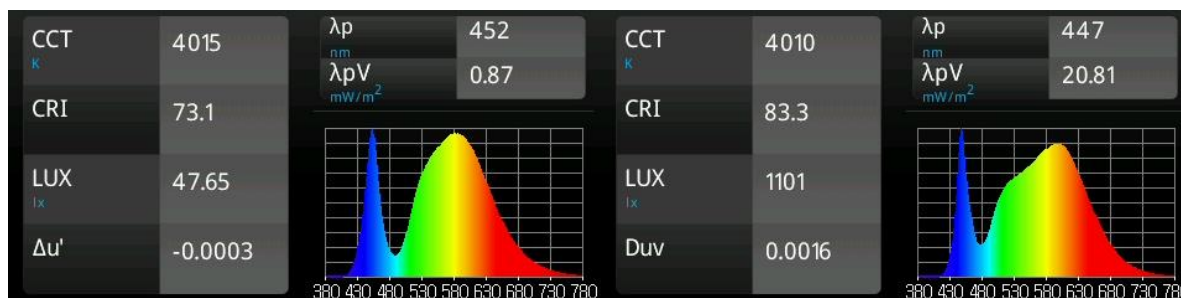 CCT 4015
K
CRI 73.1
LUX 47.65
lx
Δu' -0.0003
λp 452
nm
λpV 0.87
mW/m²
380 430 480 530 580 630 680 730 780
CCT 4010
K
CRI 83.3
LUX 1101
lx
Duv 0.0016
λp 447
nm
λpV 20.81
mW/m²
380 430 480 530 580 630 680 730 78